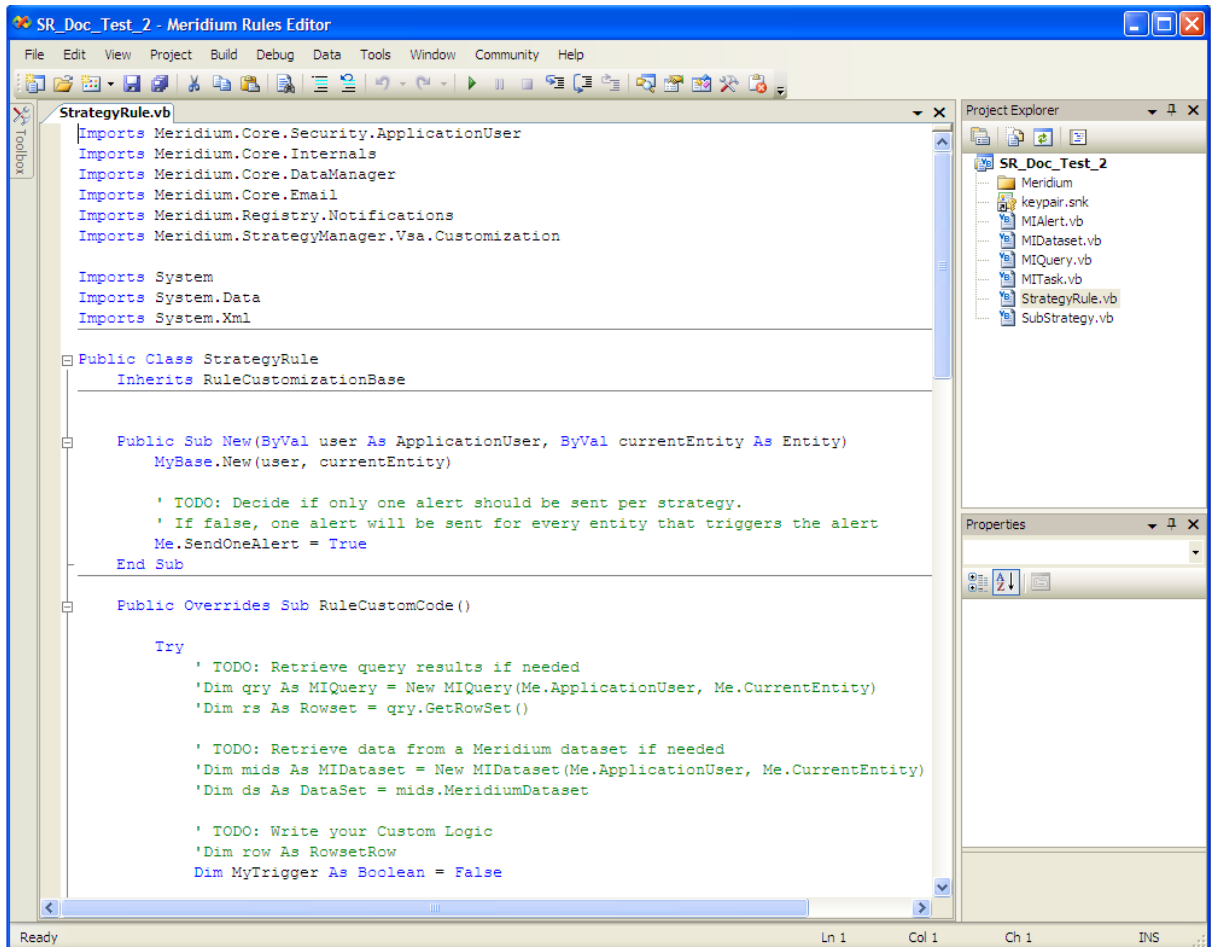 SR_Doc_Test_2 - Meridium Rules Editor
File Edit View Project Build Debug Data Tools Window Community Help
Toolbox
StrategyRule.vb
Imports Meridium.Core.Security.ApplicationUser
Imports Meridium.Core.Internals
Imports Meridium.Core.DataManager
Imports Meridium.Core.Email
Imports Meridium.Registry.Notifications
Imports Meridium.StrategyManager.Vsa.Customization
Imports System
Imports System.Data
Imports System.Xml
Public Class StrategyRule
Inherits RuleCustomizationBase
Public Sub New(ByVal user As ApplicationUser, ByVal currentEntity As Entity)
MyBase.New(user, currentEntity)
' TODO: Decide if only one alert should be sent per strategy.
' If false, one alert will be sent for every entity that triggers the alert
Me.SendOneAlert = True
End Sub
Public Overrides Sub RuleCustomCode()
Try
' TODO: Retrieve query results if needed
'Dim qry As MIQuery = New MIQuery(Me.ApplicationUser, Me.CurrentEntity)
'Dim rs As Rowset = qry.GetRowSet()
' TODO: Retrieve data from a Meridium dataset if needed
'Dim mids As MIDataset = New MIDataset(Me.ApplicationUser, Me.CurrentEntity)
'Dim ds As DataSet = mids.MeridiumDataset
' TODO: Write your Custom Logic
'Dim row As RowsetRow
Dim MyTrigger As Boolean = False
Project Explorer
SR_Doc_Test_2
Meridium
keypair.snk
MIAlert.vb
MIDataset.vb
MIQuery.vb
MITask.vb
StrategyRule.vb
SubStrategy.vb
Properties
Ready Ln 1 Col 1 Ch 1 INS